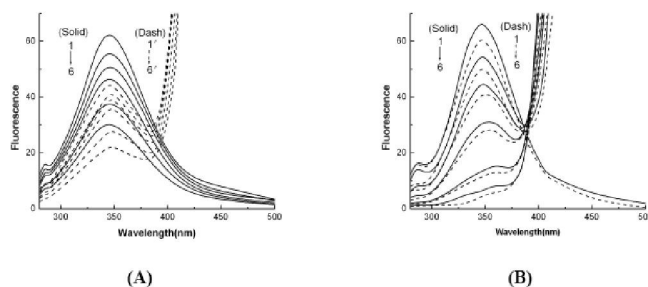 (Solid) (Dash)
1 1'
6 6'
60
40
20
0
Fluorescence
300 350 400 450 500
Wavelength(nm)
(A)
(Solid) (Dash)
1 1
6 6
60
40
20
0
Fluorescence
300 350 400 450 500
Wavelength(nm)
(B)